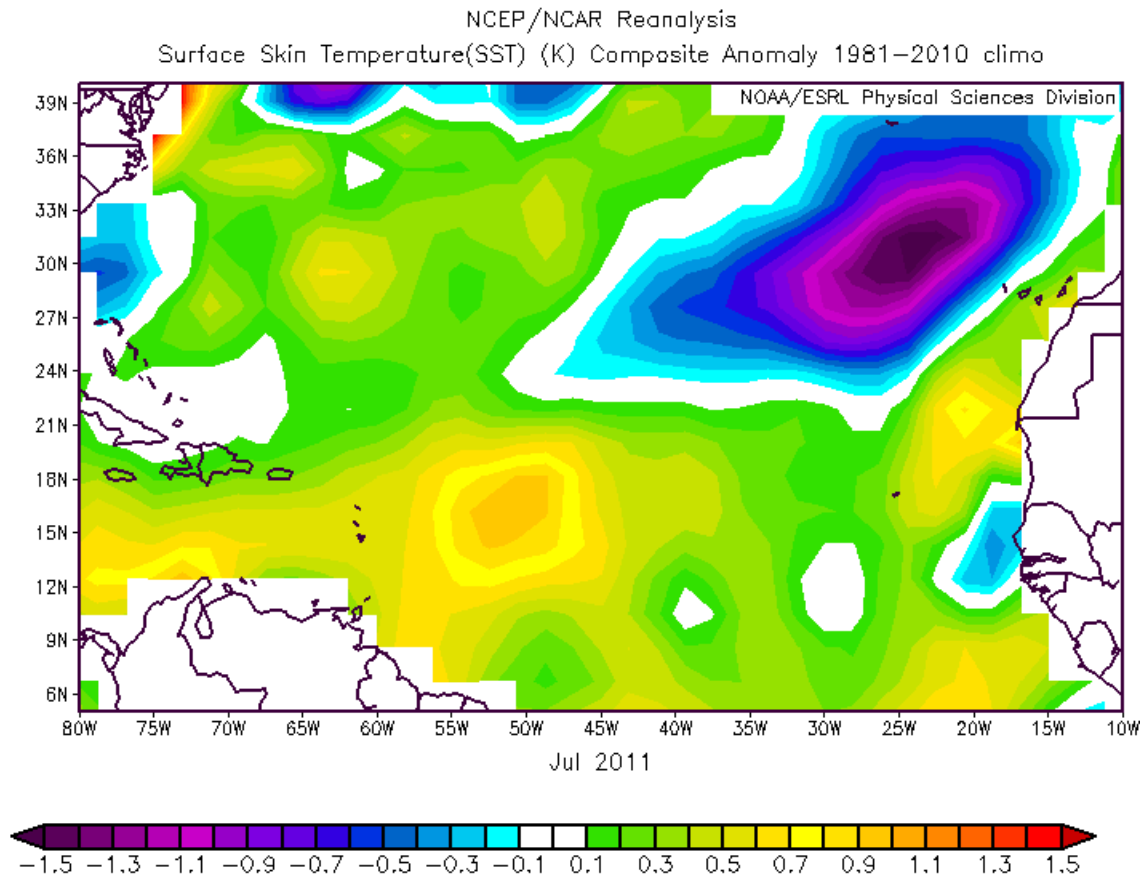 NCEP/NCAR Reanalysis
Surface Skin Temperature(SST) (K) Composite Anomaly 1981-2010 climo
NOAA/ESRL Physical Sciences Division
39N
36N
33N
30N
27N
24N
21N
18N
15N
12N
9N
6N
80W 75W 70W 65W 60W 55W 50W 45W 40W 35W 30W 25W 20W 15W 10W
Jul 2011
-1.5 -1.3 -1.1 -0.9 -0.7 -0.5 -0.3 -0.1 0.1 0.3 0.5 0.7 0.9 1.1 1.3 1.5